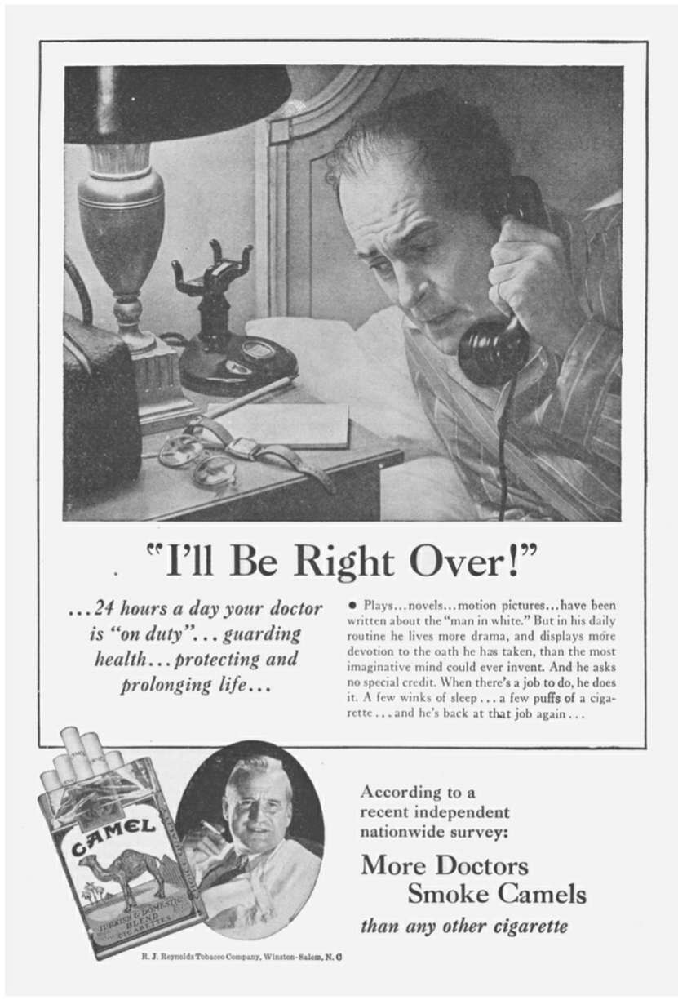 “I’ll Be Right Over!”
...24 hours a day your doctor
is “on duty”... guarding
health...protecting and
prolonging life...
● Plays...novels...motion pictures...have been
written about the “man in white.” But in his daily
routine he lives more drama, and displays more
devotion to the oath he has taken, than the most
imaginative mind could ever invent. And he asks
no special credit. When there’s a job to do, he does
it. A few winks of sleep...a few puffs of a ciga-
rette...and he’s back at that job again...
CAMEL
TURKISH & DOMESTIC
BLEND
CIGARETTES
CHOICE QUALITY
According to a
recent independent
nationwide survey:
More Doctors
Smoke Camels
than any other cigarette
R. J. Reynolds Tobacco Company, Winston-Salem, N. C